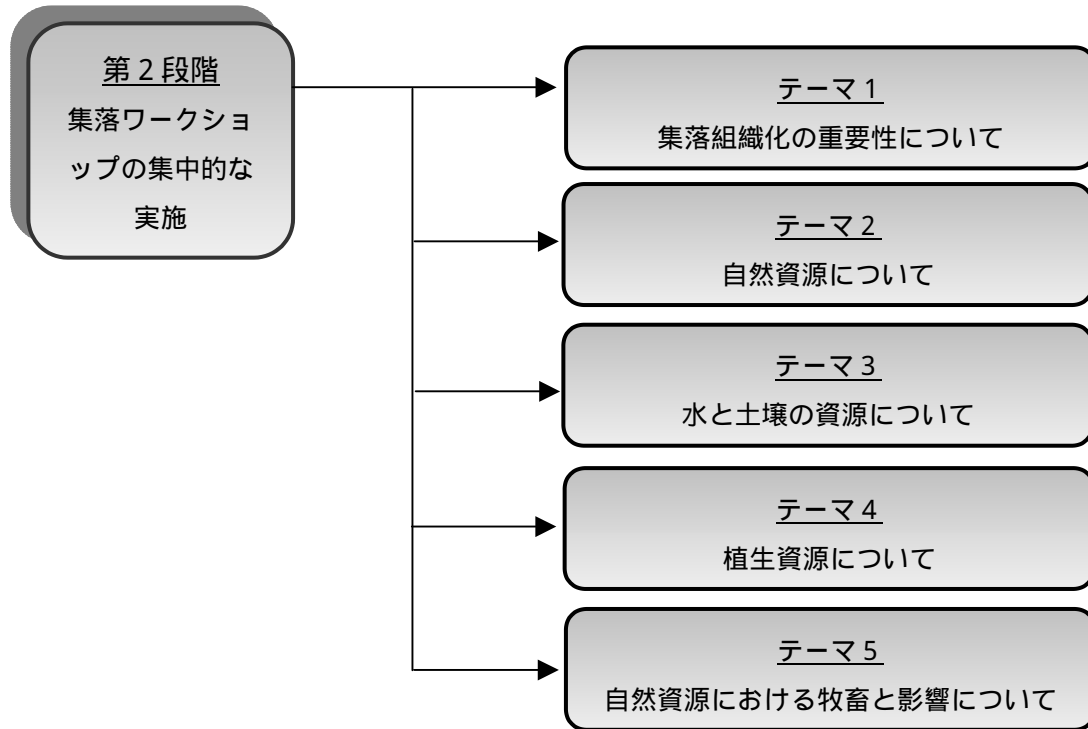 第２段階
集落ワークショ
ップの集中的な
実施
テーマ１
集落組織化の重要性について
テーマ２
自然資源について
テーマ３
水と土壌の資源について
テーマ４
植生資源について
テーマ５
自然資源における牧畜と影響について